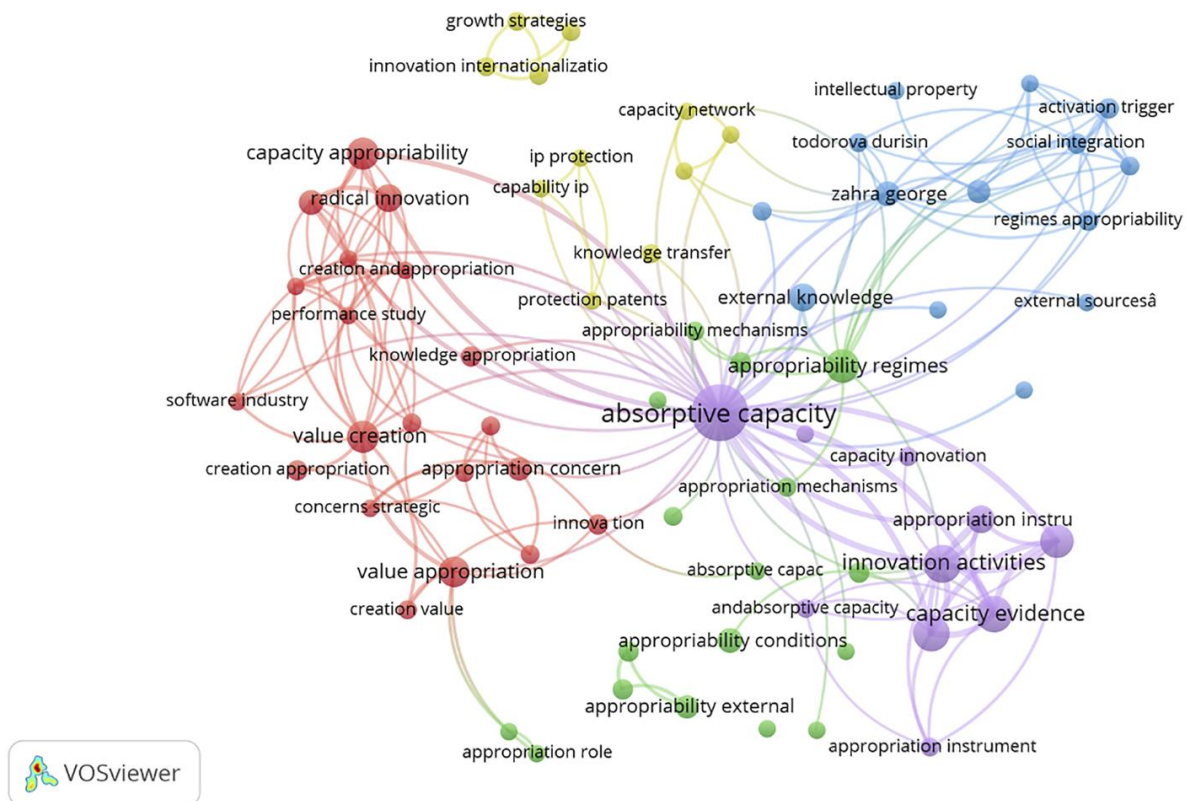 growth strategies
innovation internationalizatio
intellectual property
capacity network
activation trigger
todorova durisin
social integration
capacity appropriability
ip protection
capability ip
radical innovation
zahra george
regimes appropriability
knowledge transfer
creation andappropriation
protection patents
external knowledge
external sourcesâ
performance study
appropriability mechanisms
knowledge appropriation
appropriability regimes
software industry
absorptive capacity
value creation
capacity innovation
creation appropriation
appropriation concern
appropriation mechanisms
concerns strategic
innova tion
appropriation instru
value appropriation
absorptive capac
innovation activities
creation value
andabsorptive capacity
capacity evidence
appropriability conditions
appropriability external
appropriation role
appropriation instrument
VOSviewer